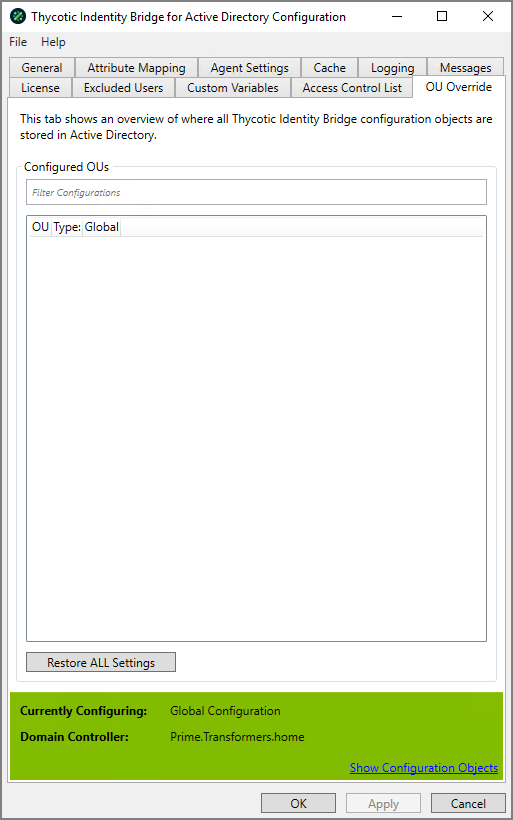 Thycotic Indentity Bridge for Active Directory Configuration
File Help
General Attribute Mapping Agent Settings Cache Logging Messages
License Excluded Users Custom Variables Access Control List OU Override
This tab shows an overview of where all Thycotic Identity Bridge configuration objects are
stored in Active Directory.
Configured OUs
Filter Configurations
OU Type: Global
Restore ALL Settings
Currently Configuring: Global Configuration
Domain Controller: Prime.Transformers.home
Show Configuration Objects
OK Apply Cancel